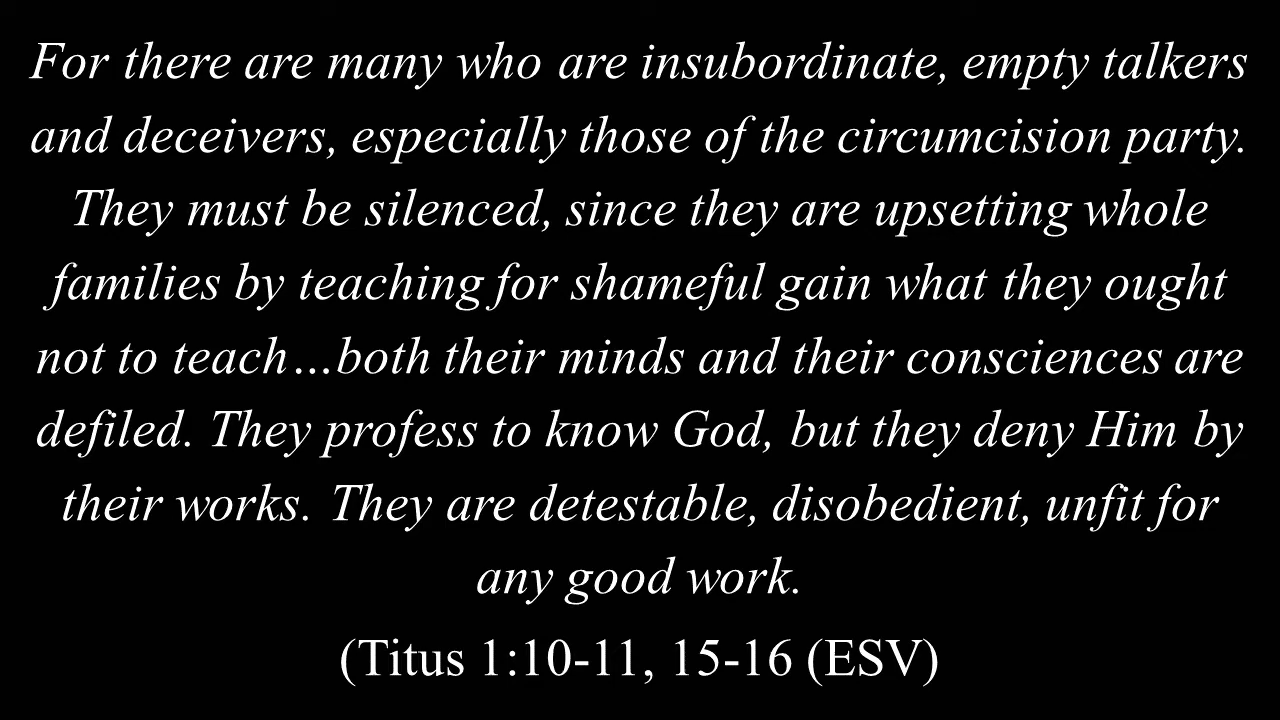 For there are many who are insubordinate, empty talkers
and deceivers, especially those of the circumcision party.
They must be silenced, since they are upsetting whole
families by teaching for shameful gain what they ought
not to teach…both their minds and their consciences are
defiled. They profess to know God, but they deny Him by
their works. They are detestable, disobedient, unfit for
any good work.
(Titus 1:10-11, 15-16 (ESV)